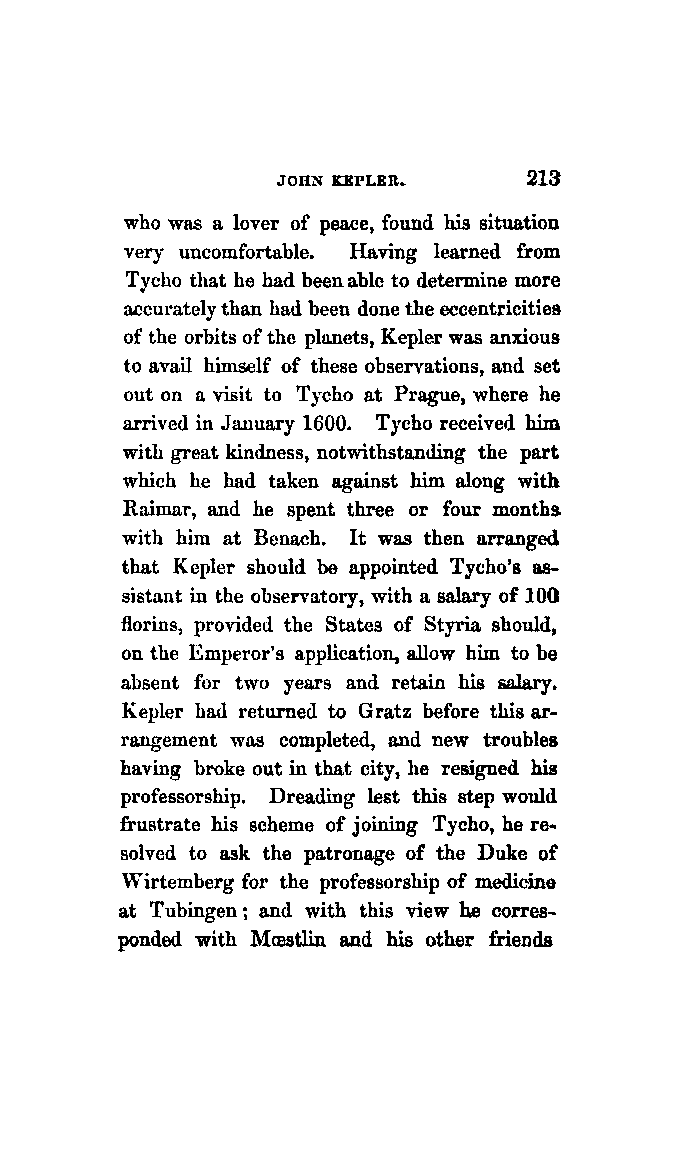 JOHN KEPLER. 213
who was a lover of peace, found his situation
very uncomfortable. Having learned from
Tycho that he had been able to determine more
accurately than had been done the eccentricities
of the orbits of the planets, Kepler was anxious
to avail himself of these observations, and set
out on a visit to Tycho at Prague, where he
arrived in January 1600. Tycho received him
with great kindness, notwithstanding the part
which he had taken against him along with
Raimar, and he spent three or four months
with him at Benach. It was then arranged
that Kepler should be appointed Tycho's as-
sistant in the observatory, with a salary of 100
florins, provided the States of Styria should,
on the Emperor's application, allow him to be
absent for two years and retain his salary.
Kepler had returned to Gratz before this ar-
rangement was completed, and new troubles
having broke out in that city, he resigned his
professorship. Dreading lest this step would
frustrate his scheme of joining Tycho, he re-
solved to ask the patronage of the Duke of
Wirtemberg for the professorship of medicine
at Tubingen; and with this view he corres-
ponded with Mœstlin and his other friends